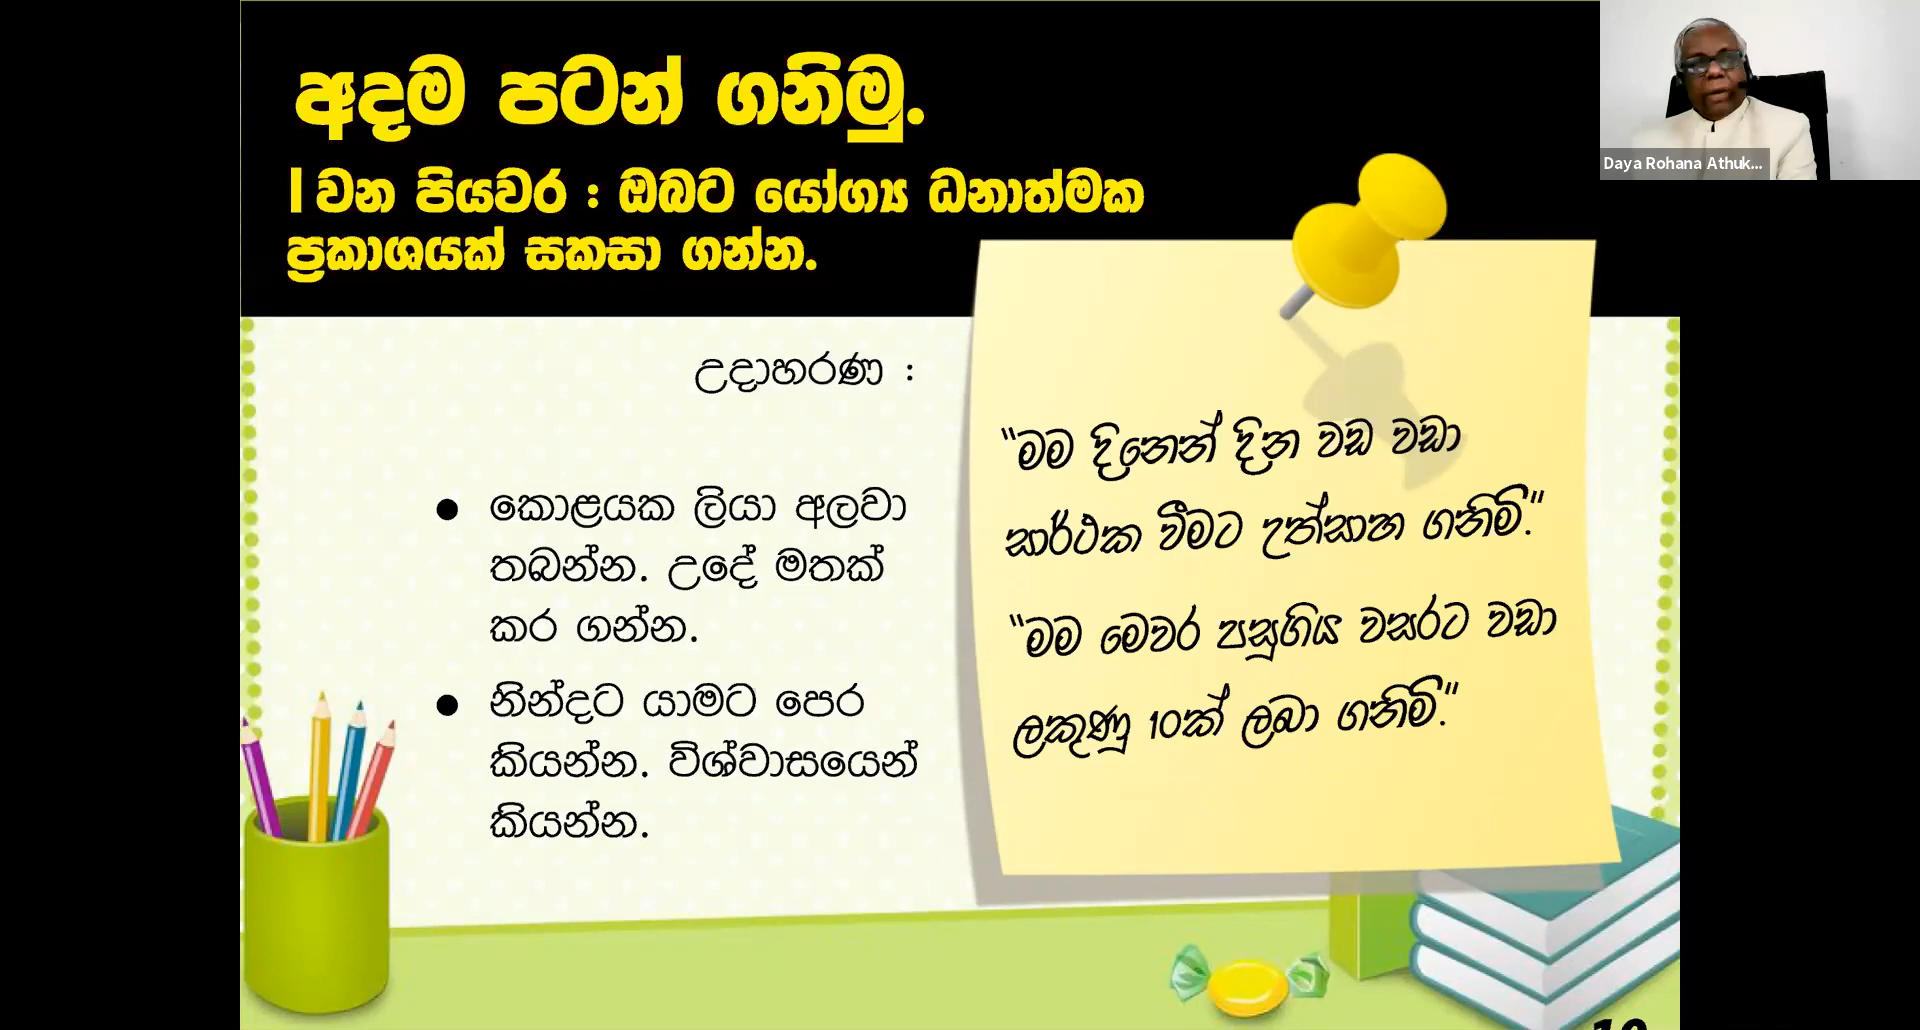 අදම පටන් ගනිමු.
1 වන පියවර : ඔබට යෝග්‍ය ධනාත්මක
ප්‍රකාශයක් සකසා ගන්න.
Daya Rohana Athuk...
උදාහරණ :
● කොළයක ලියා අලවා
තබන්න. උදේ මතක්
කර ගන්න.
● නින්දට යාමට පෙර
කියන්න. විශ්වාසයෙන්
කියන්න.
"මම දිනෙන් දින වඩ වඩා
සාර්ථක වීමට උත්සාහ ගනිමි."
"මම මෙවර පසුගිය වසරට වඩා
ලකුණු 10ක් ලබා ගනිමි."